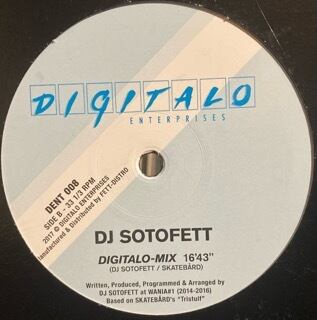 DIGITALO
ENTERPRISES
DENT 008
SIDE B - 33 1/3 RPM
2017 © DIGITALO ENTERPRISES
Manufactured & Distributed by FETT-DISTRO
DJ SOTOFETT
DIGITALO-MIX 16'43"
(DJ SOTOFETT / SKATEBÅRD)
Written, Produced, Programmed & Arranged by
DJ SOTOFETT at WANIA#1 (2014-2016)
Based on SKATEBÅRD's "Tristulf"